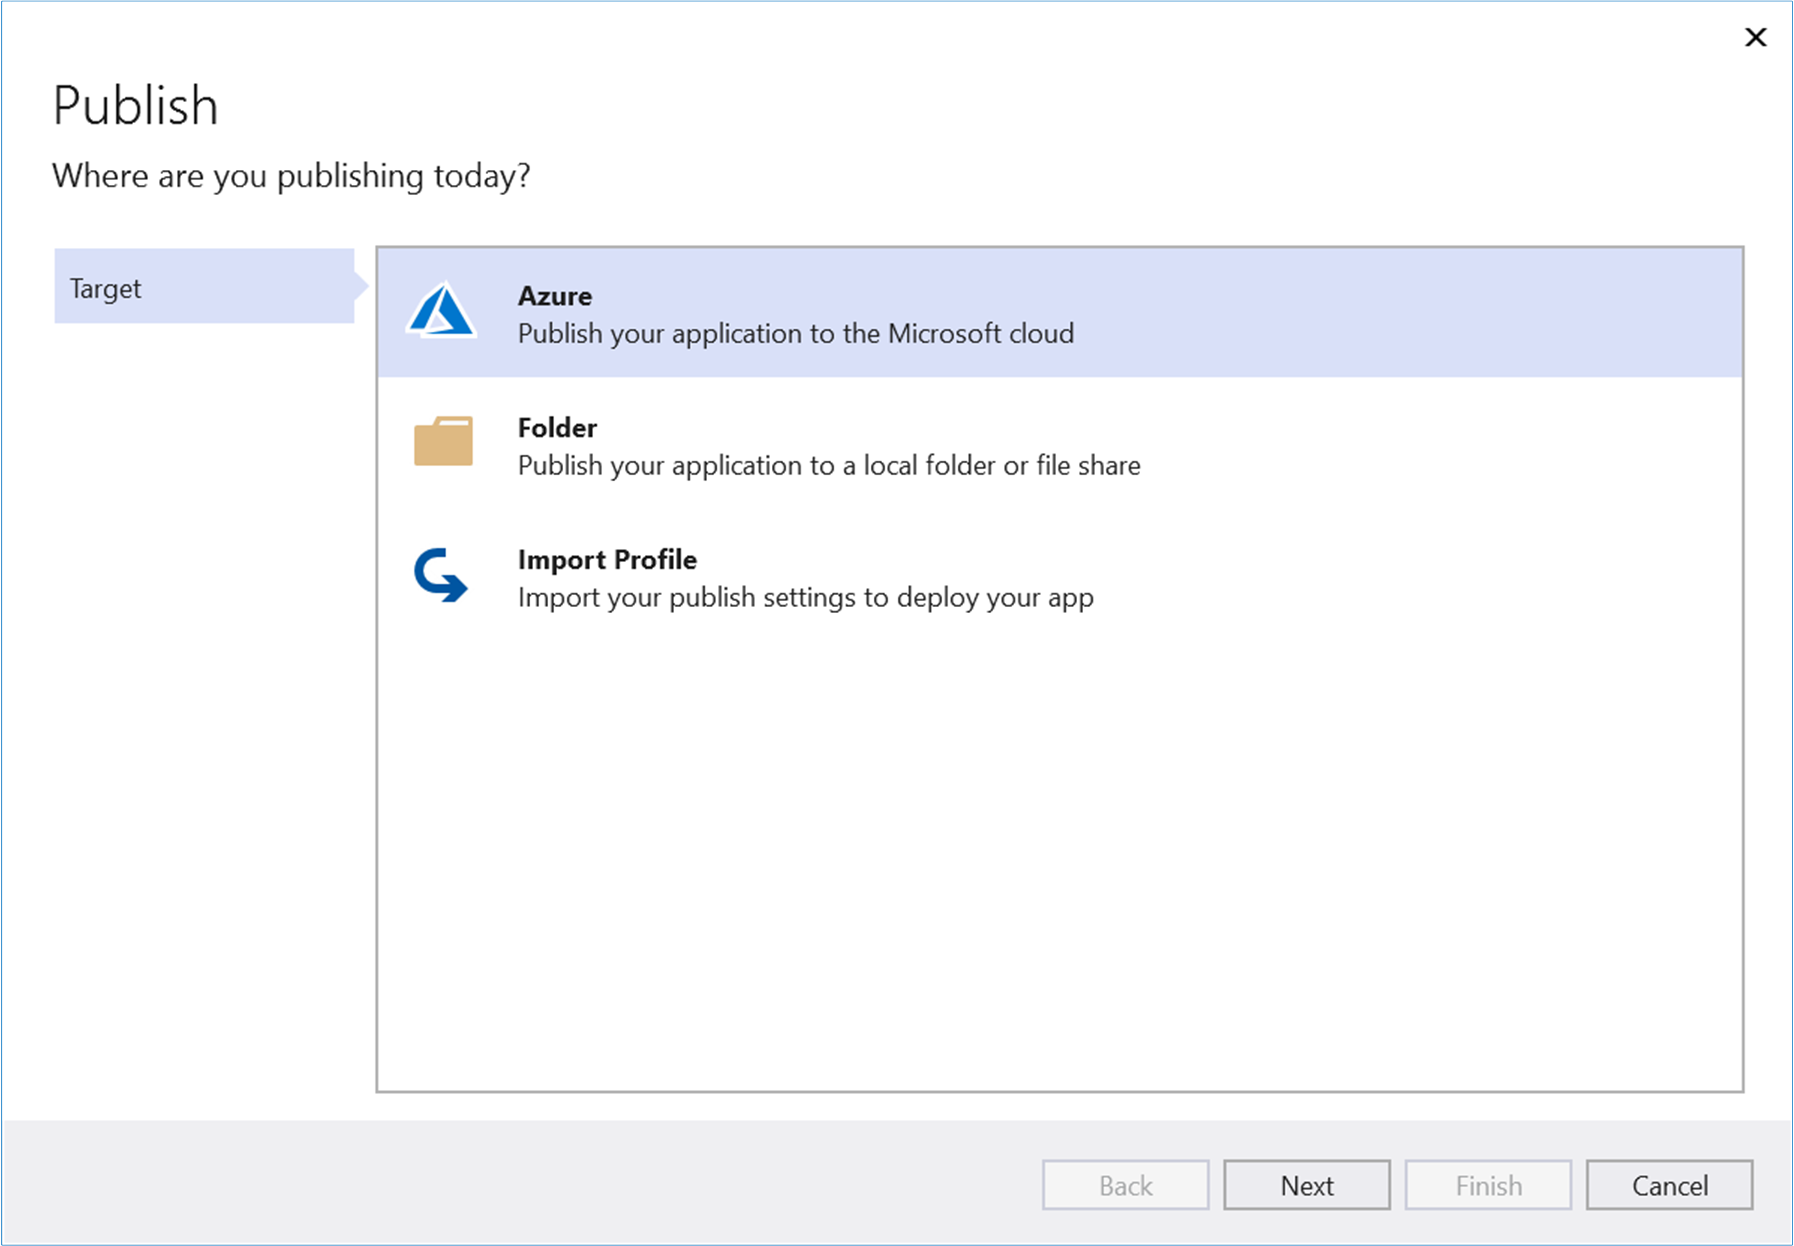 Publish
Where are you publishing today?
Target
Azure
Publish your application to the Microsoft cloud
Folder
Publish your application to a local folder or file share
Import Profile
Import your publish settings to deploy your app
Back
Next
Finish
Cancel